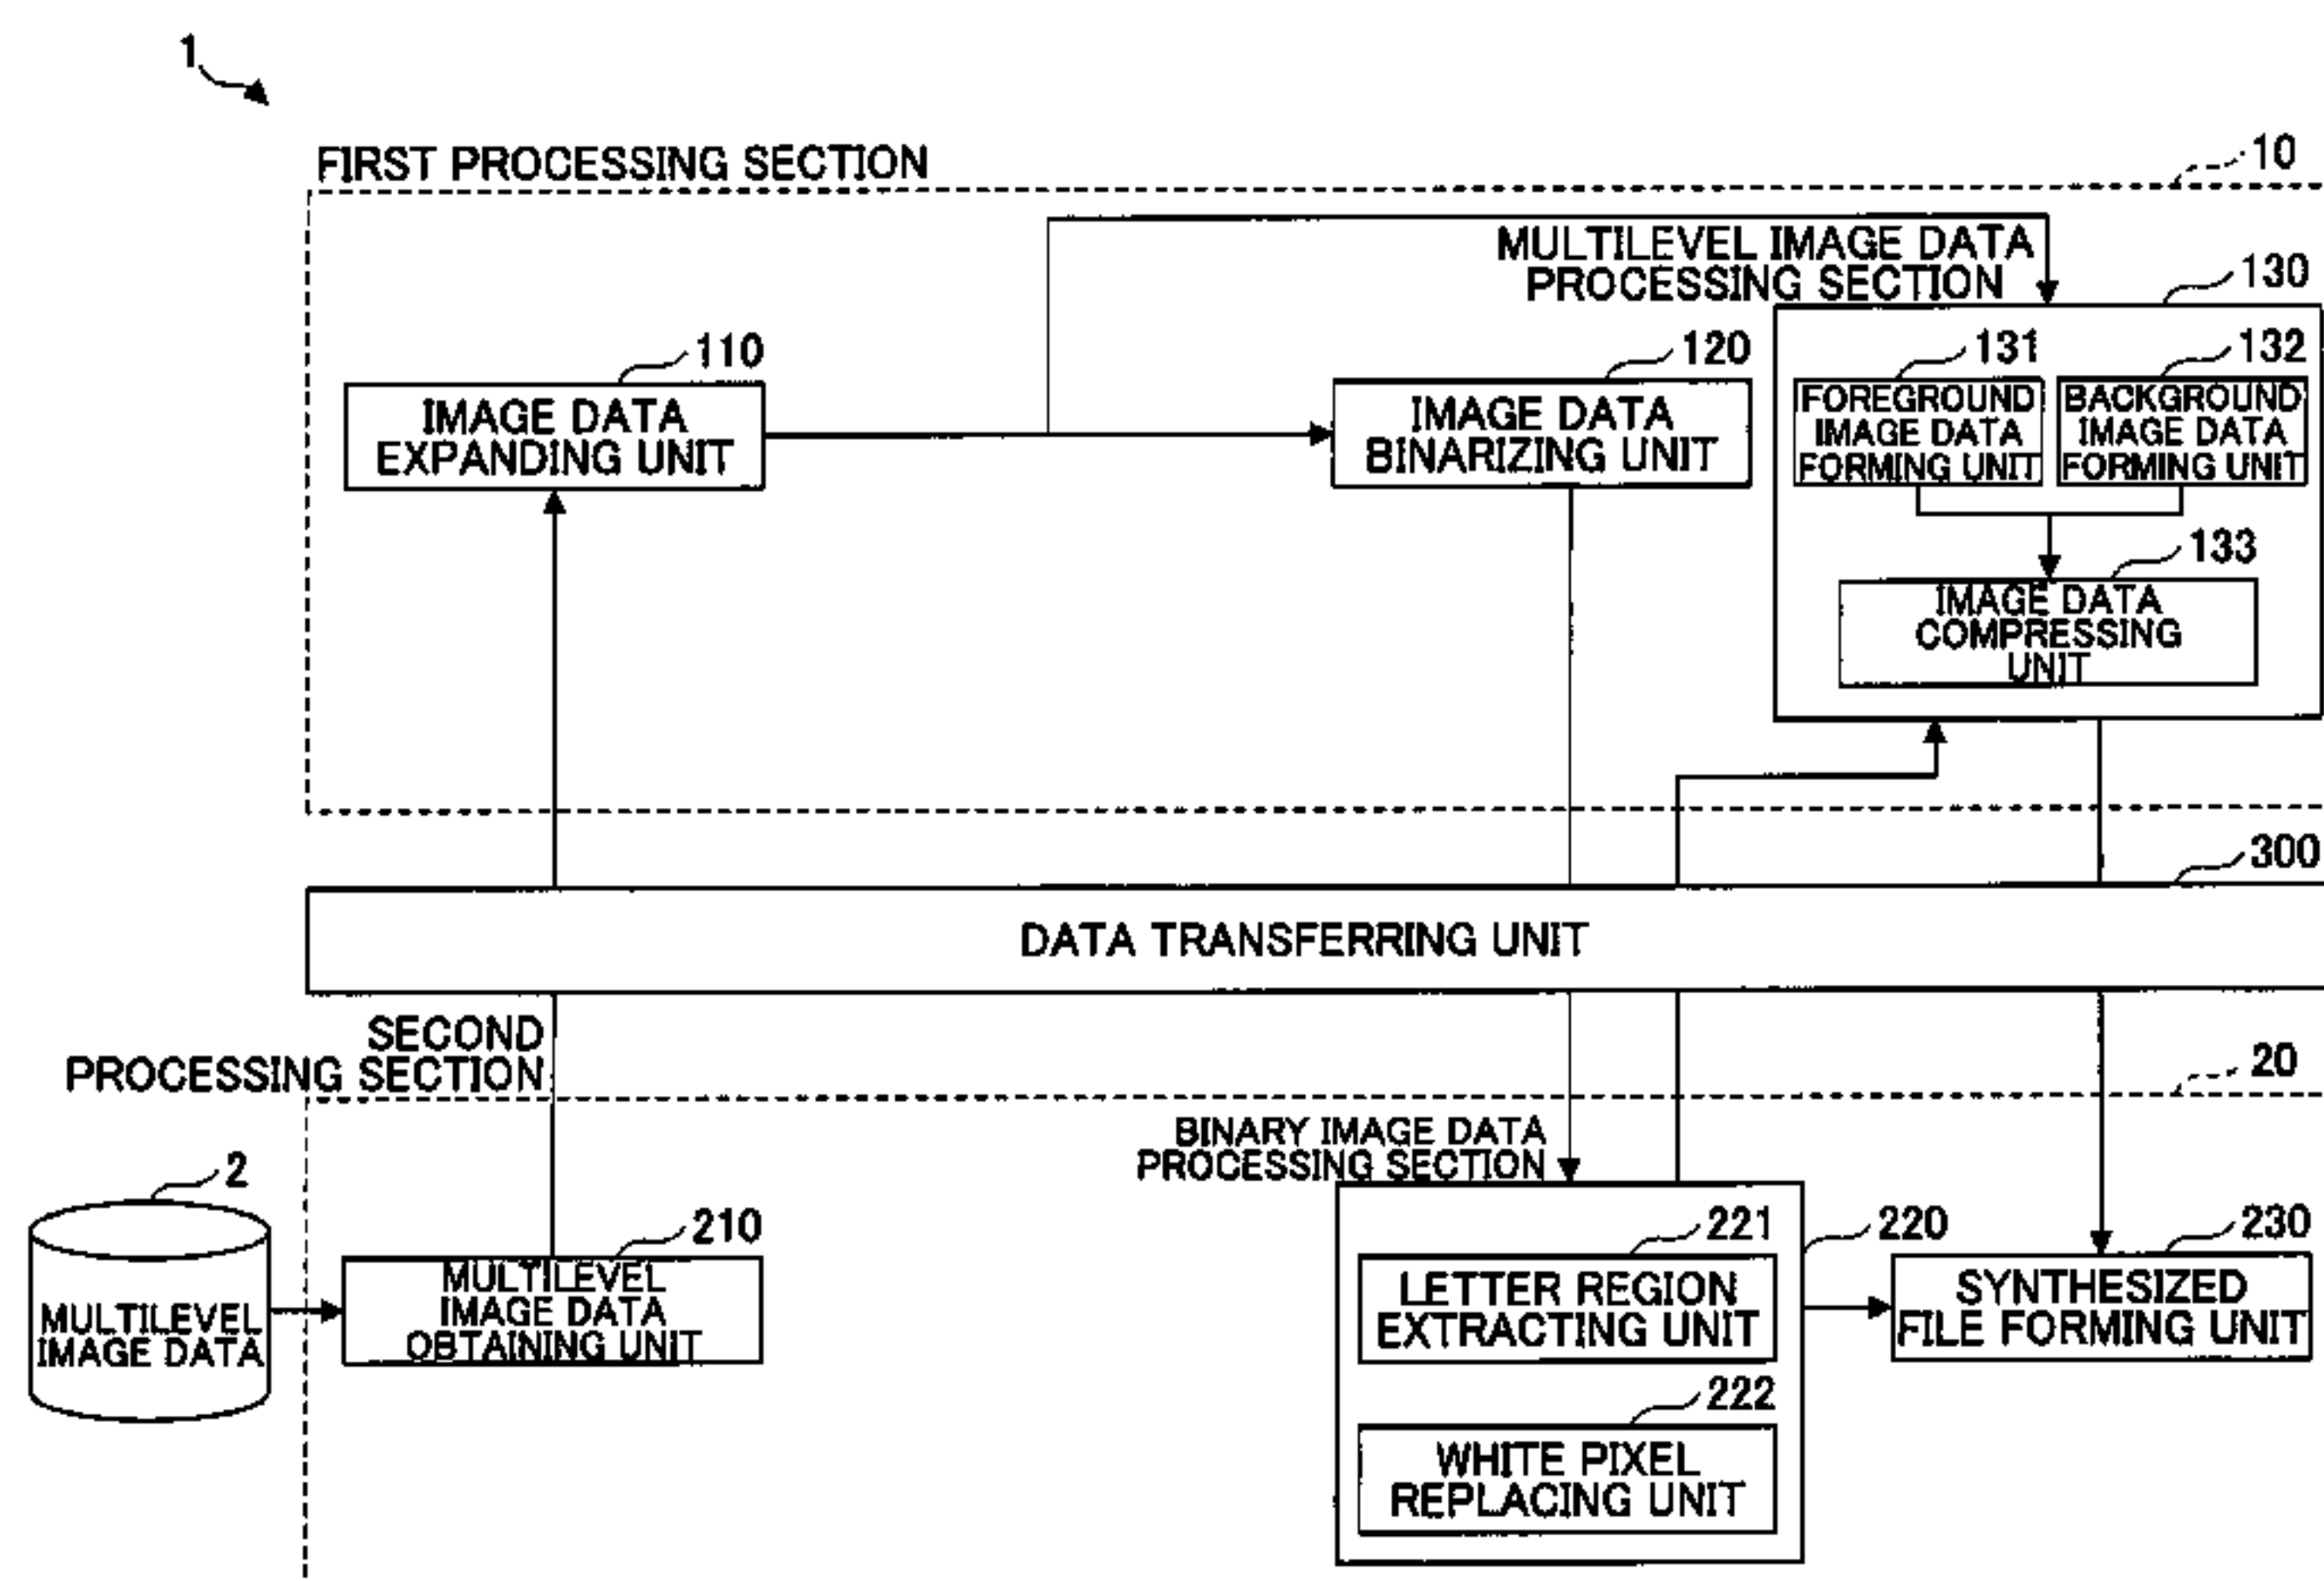 1
FIRST PROCESSING SECTION
10
MULTILEVEL IMAGE DATA
PROCESSING SECTION
130
110
120
131
132
IMAGE DATA
EXPANDING UNIT
IMAGE DATA
BINARIZING UNIT
FOREGROUND
IMAGE DATA
FORMING UNIT
BACKGROUND
IMAGE DATA
FORMING UNIT
133
IMAGE DATA
COMPRESSING
UNIT
300
DATA TRANSFERRING UNIT
SECOND
PROCESSING SECTION
20
BINARY IMAGE DATA
PROCESSING SECTION
2
MULTILEVEL
IMAGE DATA
210
MULTILEVEL
IMAGE DATA
OBTAINING UNIT
221
LETTER REGION
EXTRACTING UNIT
220
230
SYNTHESIZED
FILE FORMING UNIT
222
WHITE PIXEL
REPLACING UNIT